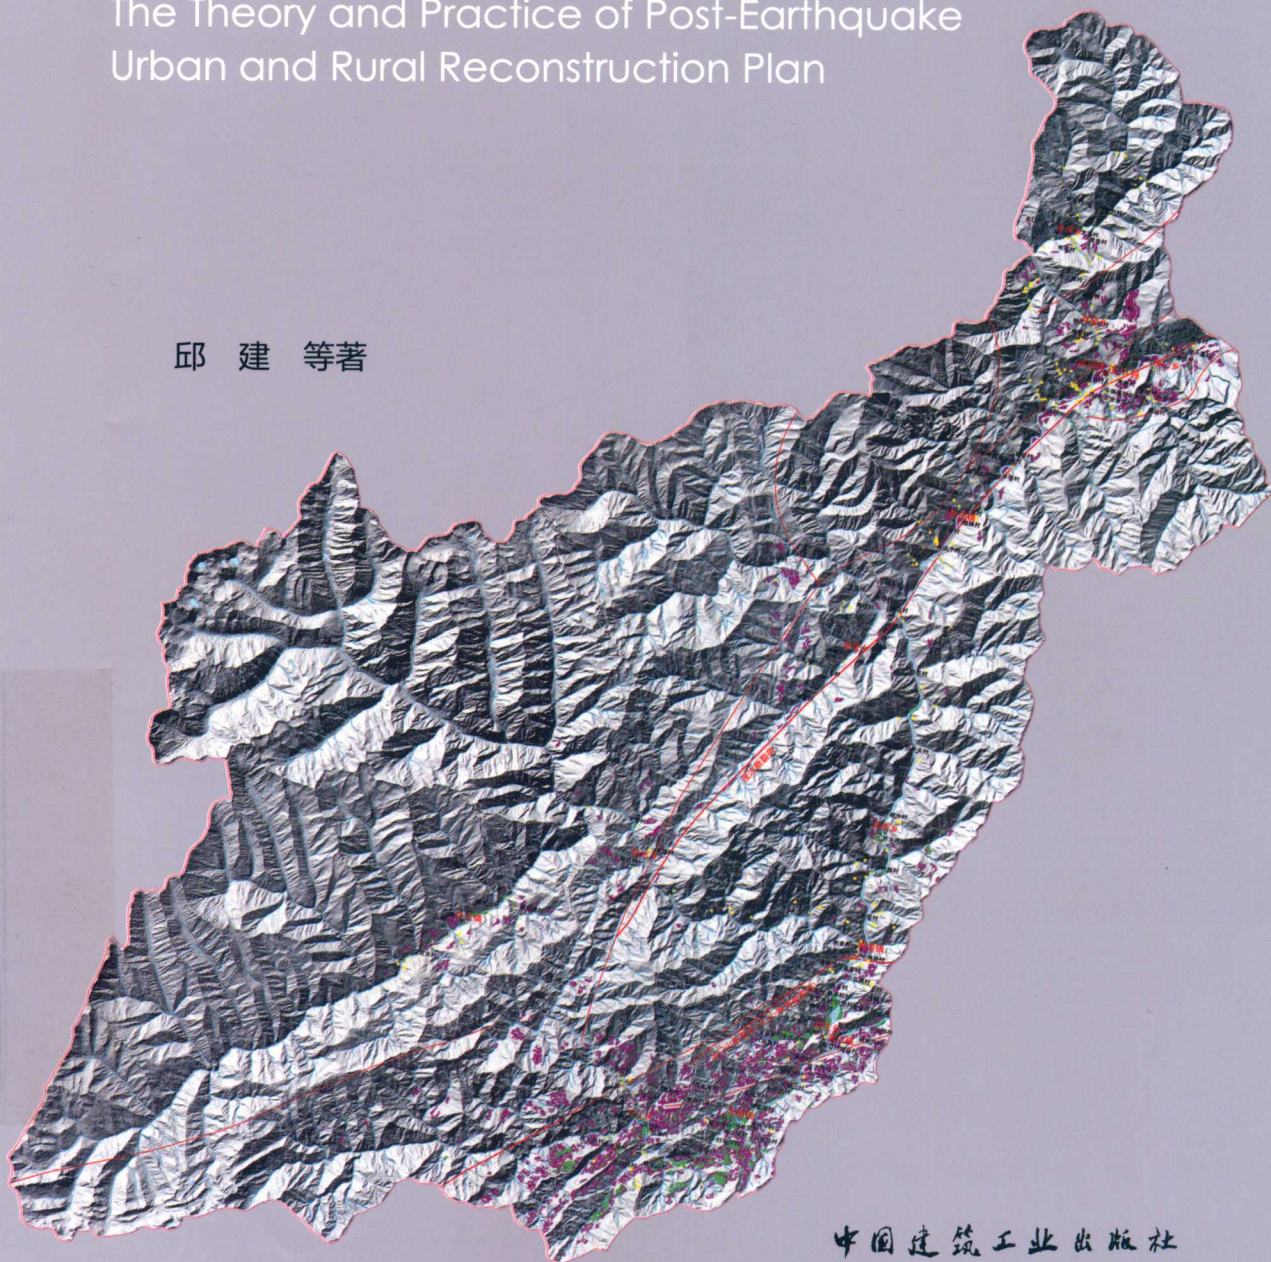 The Theory and Practice of Post-Earthquake
Urban and Rural Reconstruction Plan
邱 建 等著
中国建筑工业出版社